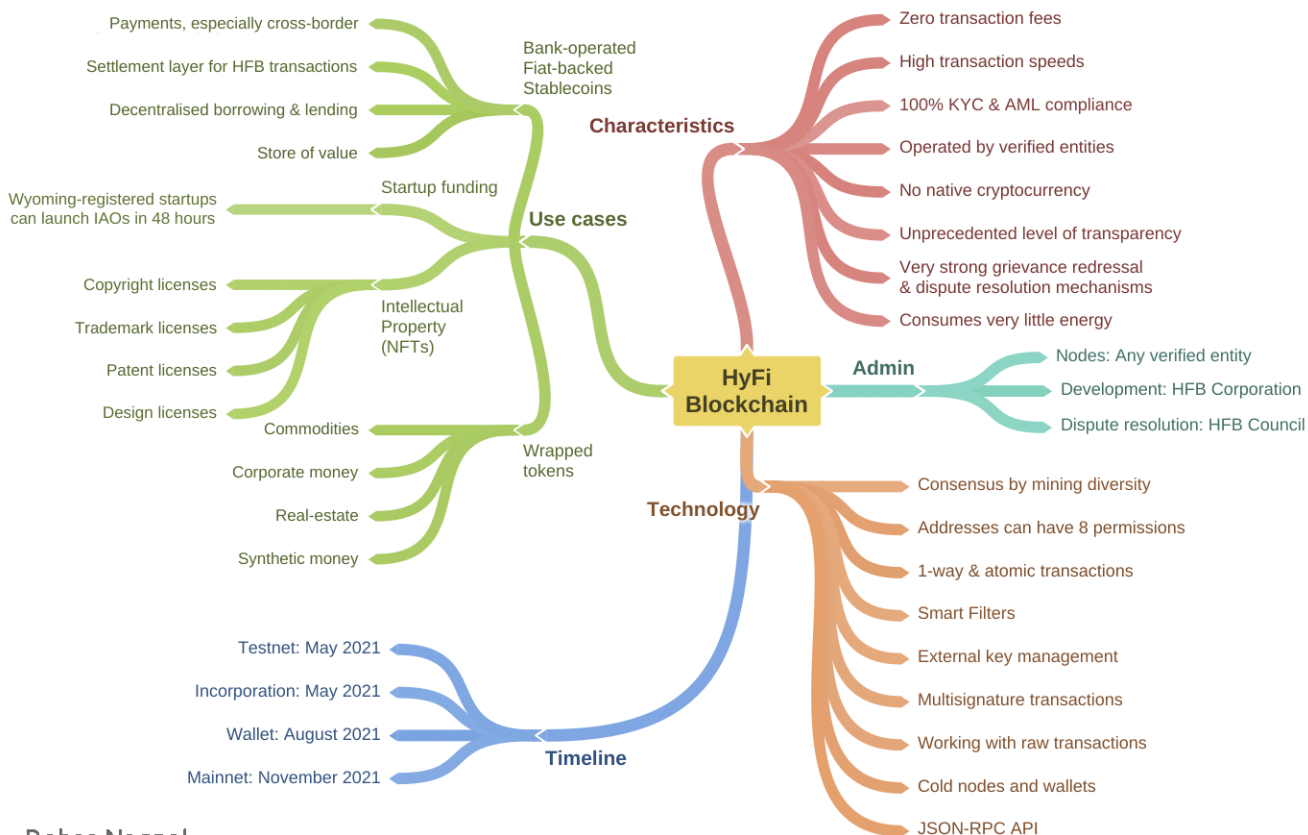 Payments, especially cross-border
Settlement layer for HFB transactions
Decentralised borrowing & lending
Store of value
Bank-operated
Fiat-backed
Stablecoins
Startup funding
Wyoming-registered startups
can launch IAOs in 48 hours
Use cases
Copyright licenses
Trademark licenses
Patent licenses
Design licenses
Intellectual
Property
(NFTs)
Commodities
Corporate money
Real-estate
Synthetic money
Wrapped
tokens
Characteristics
Zero transaction fees
High transaction speeds
100% KYC & AML compliance
Operated by verified entities
No native cryptocurrency
Unprecedented level of transparency
Very strong grievance redressal
& dispute resolution mechanisms
Consumes very little energy
HyFi
Blockchain
Admin
Nodes: Any verified entity
Development: HFB Corporation
Dispute resolution: HFB Council
Technology
Consensus by mining diversity
Addresses can have 8 permissions
1-way & atomic transactions
Smart Filters
External key management
Multisignature transactions
Working with raw transactions
Cold nodes and wallets
JSON-RPC API
Testnet: May 2021
Incorporation: May 2021
Wallet: August 2021
Mainnet: November 2021
Timeline